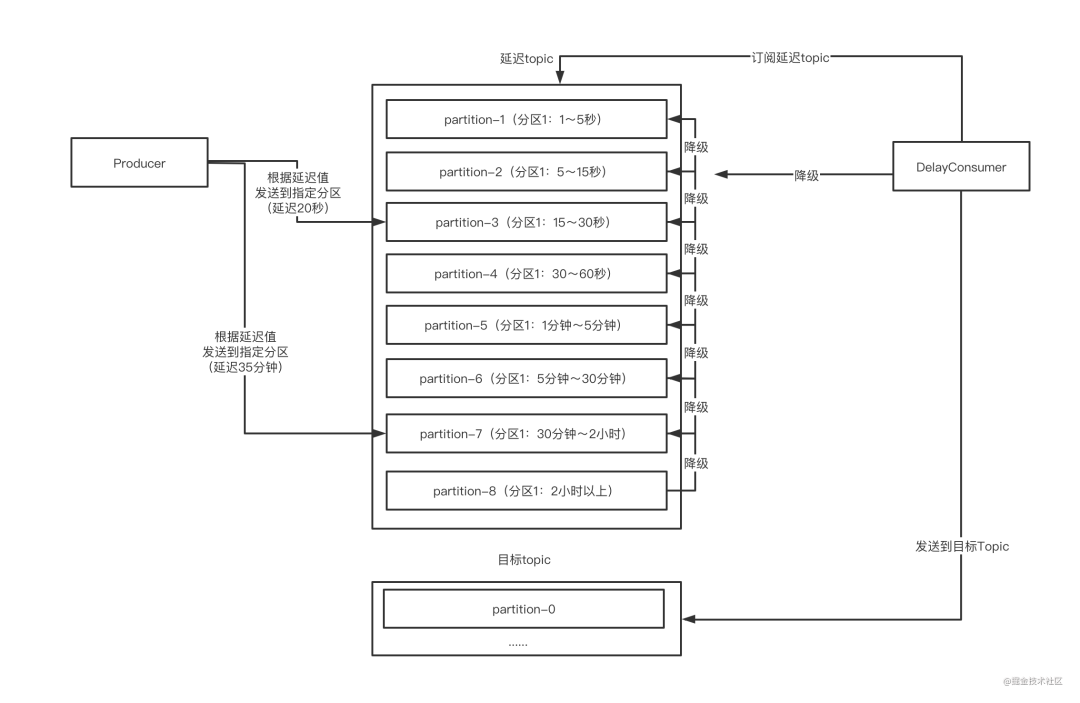 延迟topic
订阅延迟topic
partition-1（分区1：1～5秒）
降级
Producer
partition-2（分区1：5～15秒）
DelayConsumer
降级
根据延迟值
发送到指定分区
（延迟20秒）
降级
partition-3（分区1：15～30秒）
降级
partition-4（分区1：30～60秒）
降级
partition-5（分区1：1分钟～5分钟）
根据延迟值
发送到指定分区
（延迟35分钟）
降级
partition-6（分区1：5分钟～30分钟）
降级
partition-7（分区1：30分钟～2小时）
降级
partition-8（分区1：2小时以上）
发送到目标Topic
目标topic
partition-0
......
@掘金技术社区